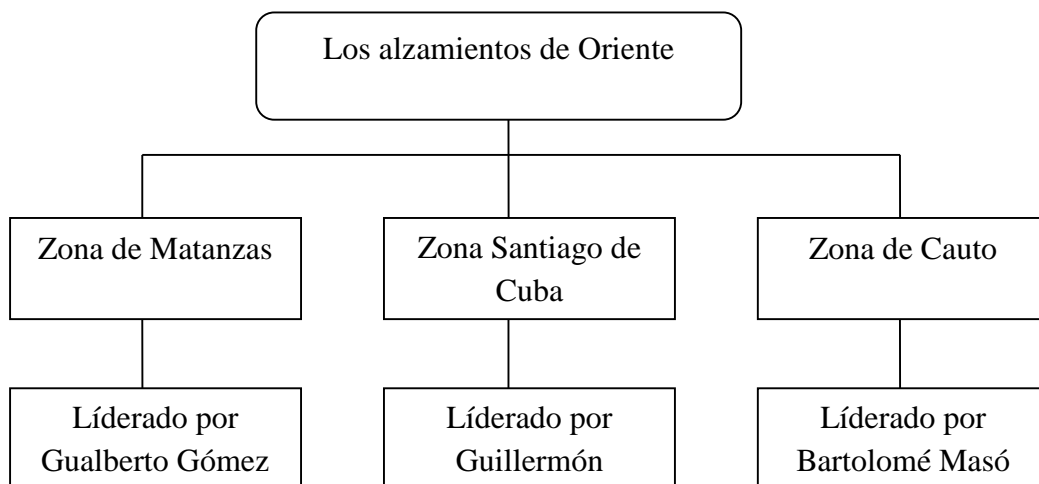 Los alzamientos de Oriente
Zona de Matanzas
Zona Santiago de
Cuba
Zona de Cauto
Líderado por
Gualberto Gómez
Líderado por
Guillermón
Líderado por
Bartolomé Masó